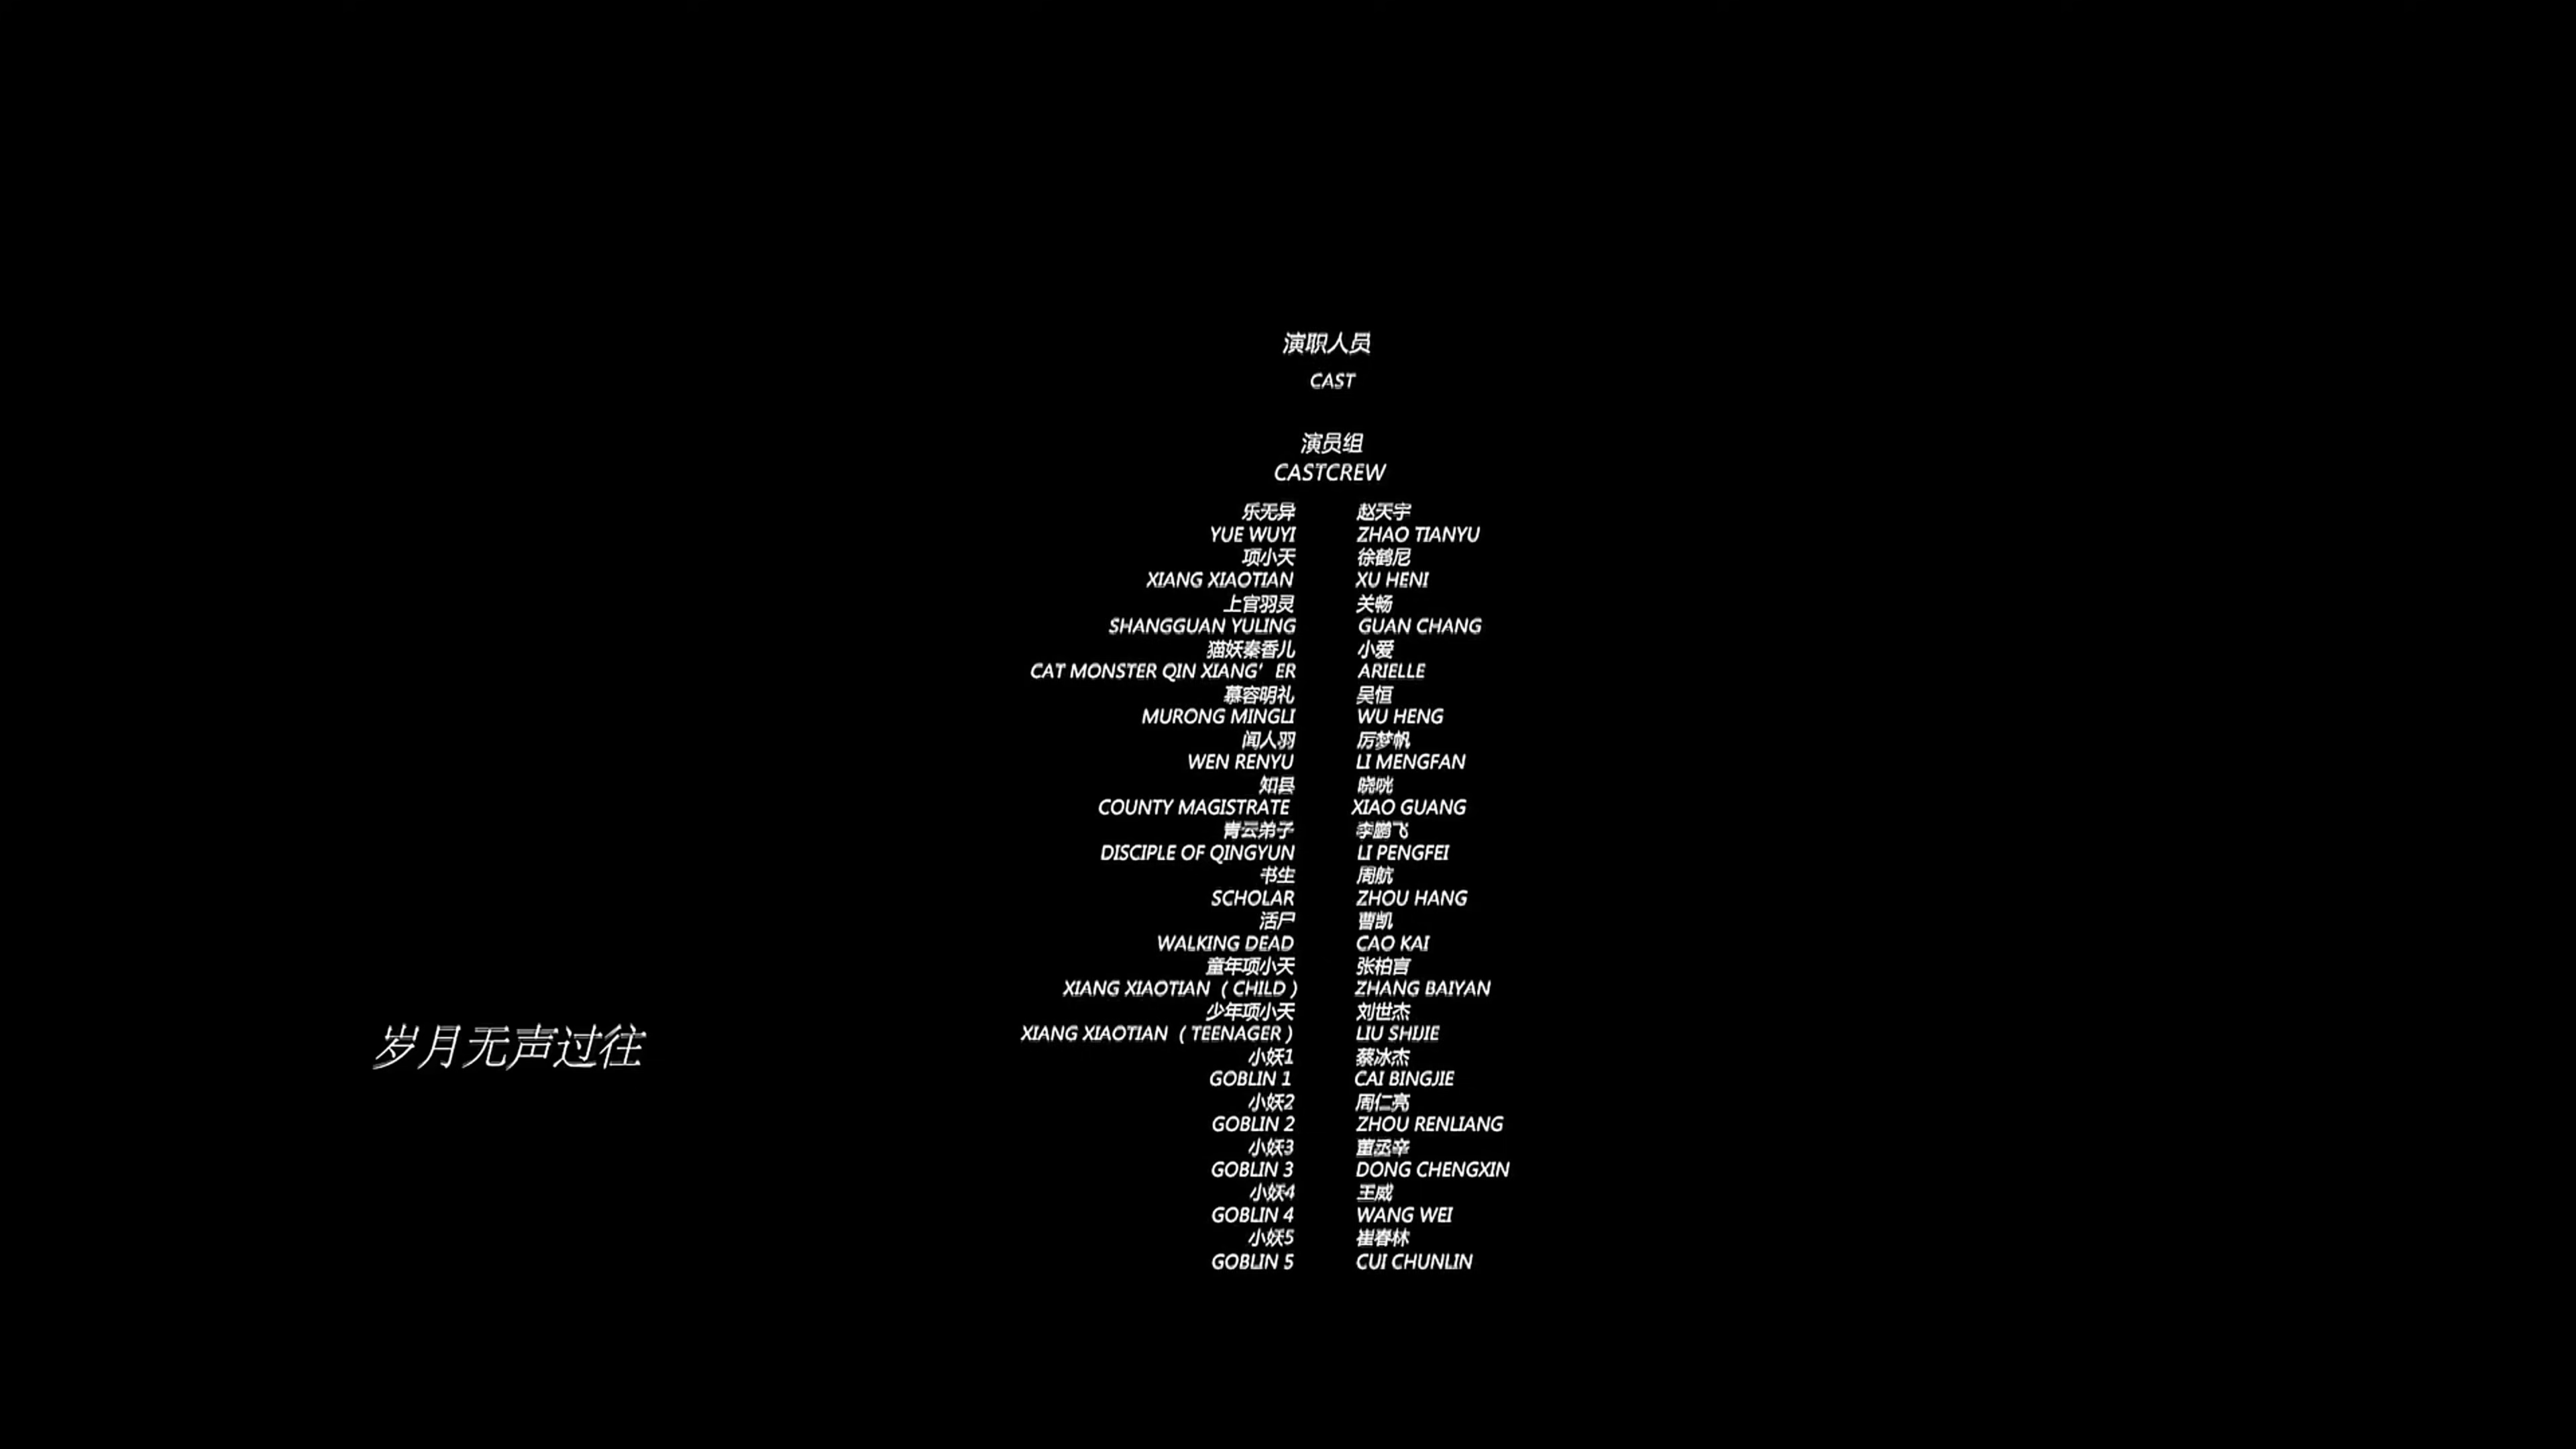 演职人员
CAST
演员组
CASTCREW
乐无异 赵天宇
YUE WUYI ZHAO TIANYU
项小天 徐鹤尼
XIANG XIAOTIAN XU HENI
上官羽灵 关畅
SHANGGUAN YULING GUAN CHANG
猫妖秦香儿 小爱
CAT MONSTER QIN XIANG’ER ARIELLE
慕容明礼 吴恒
MURONG MINGLI WU HENG
闻人羽 厉梦帆
WEN RENYU LI MENGFAN
知县 晓咣
COUNTY MAGISTRATE XIAO GUANG
青云弟子 李鹏飞
DISCIPLE OF QINGYUN LI PENGFEI
书生 周航
SCHOLAR ZHOU HANG
活尸 曹凯
WALKING DEAD CAO KAI
童年项小天 张柏言
XIANG XIAOTIAN（CHILD） ZHANG BAIYAN
少年项小天 刘世杰
XIANG XIAOTIAN（TEENAGER） LIU SHIJIE
小妖1 蔡冰杰
GOBLIN 1 CAI BINGJIE
小妖2 周仁亮
GOBLIN 2 ZHOU RENLIANG
小妖3 董丞辛
GOBLIN 3 DONG CHENGXIN
小妖4 王威
GOBLIN 4 WANG WEI
小妖5 崔春林
GOBLIN 5 CUI CHUNLIN
岁月无声过往